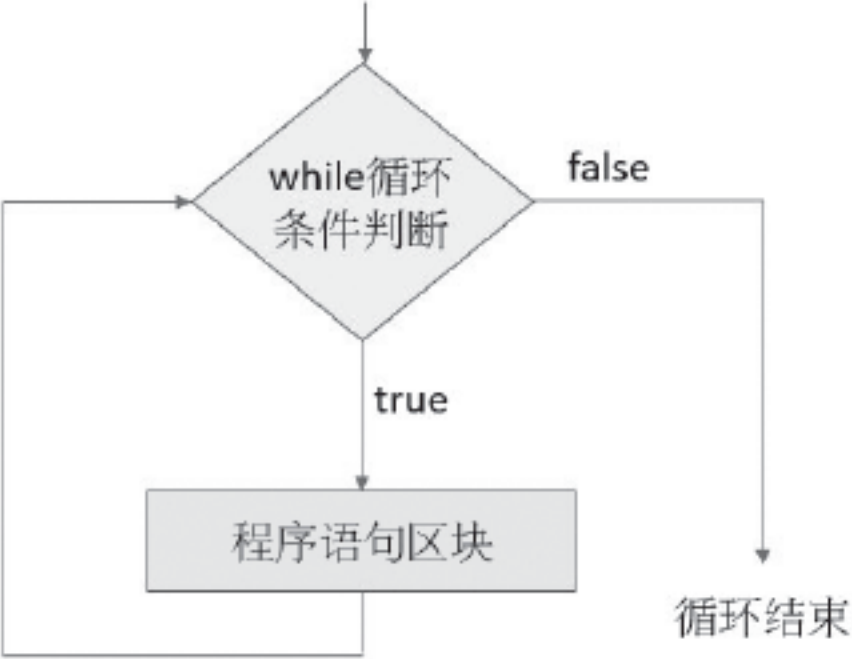 while循环
条件判断
false
true
程序语句区块
循环结束